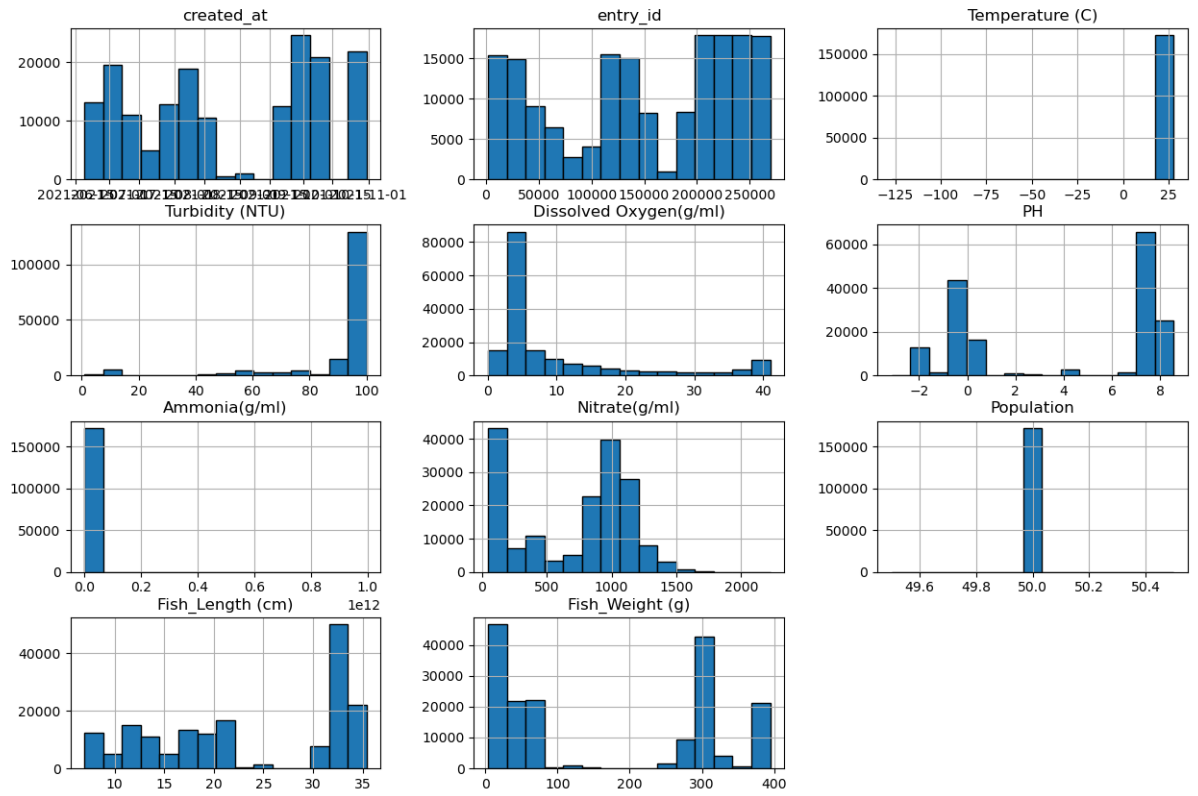 created_at
entry_id
Temperature (C)
20000
10000
0
15000
10000
5000
0
0 50000 100000 150000 200000 250000
150000
100000
50000
0
−125 −100 −75 −50 −25 0 25
Turbidity (NTU)
Dissolved Oxygen(g/ml)
PH
100000
50000
0
0 20 40 60 80 100
80000
60000
40000
20000
0
0 10 20 30 40
60000
40000
20000
0
−2 0 2 4 6 8
Ammonia(g/ml)
Nitrate(g/ml)
Population
150000
100000
50000
0
0.0 0.2 0.4 0.6 0.8 1.0
1e12
40000
30000
20000
10000
0
0 500 1000 1500 2000
150000
100000
50000
0
49.6 49.8 50.0 50.2 50.4
Fish_Length (cm)
Fish_Weight (g)
40000
20000
0
10 15 20 25 30 35
40000
30000
20000
10000
0
0 100 200 300 400